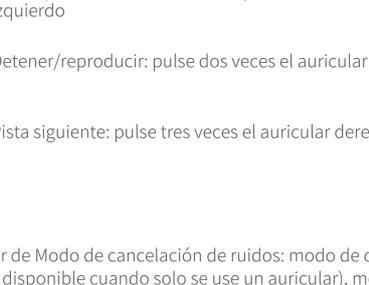 zquierdo
Detener/reproducir: pulse dos veces el auricular
Pista siguiente: pulse tres veces el auricular dere
r de Modo de cancelación de ruidos: modo de
disponible cuando solo se use un auricular), m